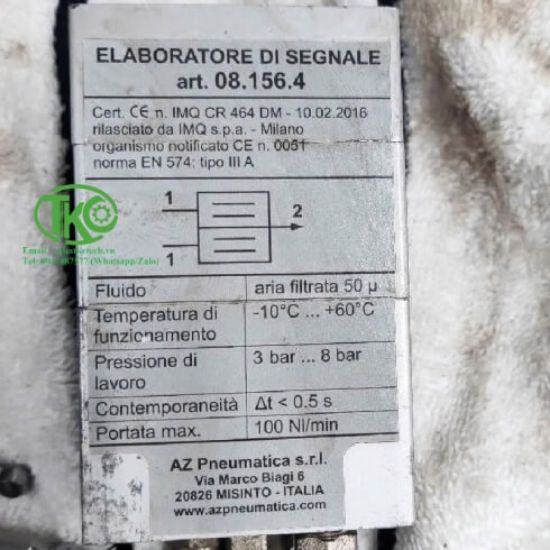 ELABORATORE DI SEGNALE
art. 08.156.4
Cert. CE n. IMQ CR 464 DM - 10.02.2016
rilasciato da IMQ s.p.a. - Milano
organismo notificato CE n. 0051
norma EN 574: tipo III A
1
2
1
TKC
Fluido aria filtrata 50 µ
Temperatura di funzionamento -10°C ... +60°C
Pressione di lavoro 3 bar ... 8 bar
Contemporaneità Δt < 0.5 s
Portata max. 100 Nl/min
AZ Pneumatica s.r.l.
Via Marco Biagi 6
20826 MISINTO - ITALIA
www.azpneumatica.com